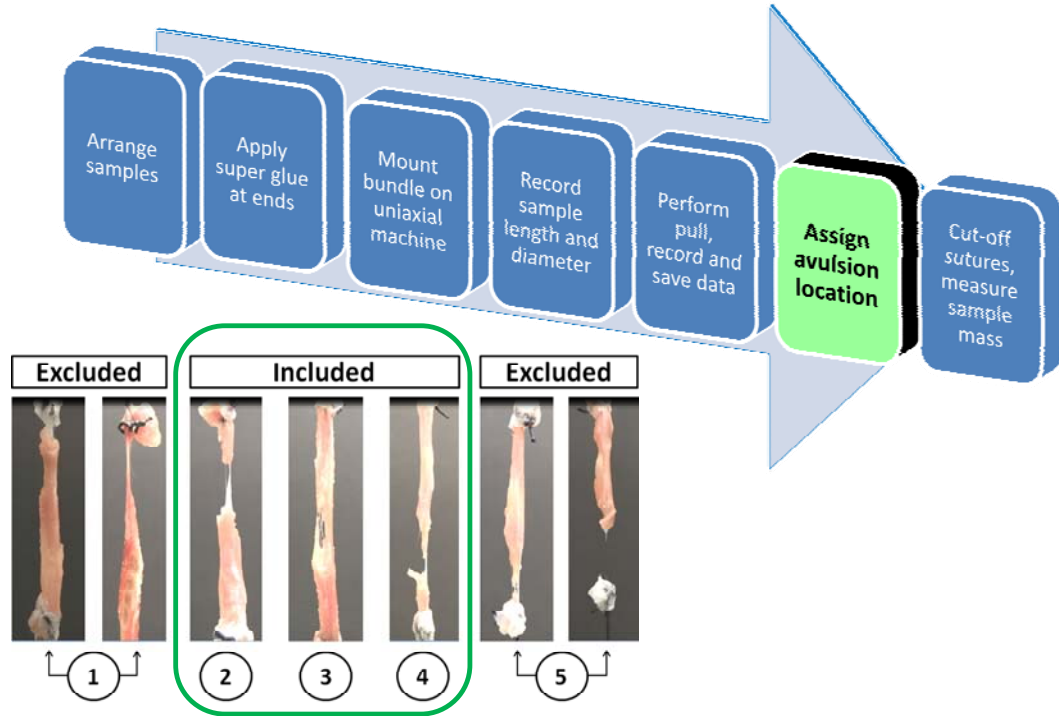 Arrange
samples
Apply
super glue
at ends
Mount
bundle on
uniaxial
machine
Record
sample
length and
diameter
Perform
pull,
record and
save data
Assign
avulsion
location
Cut-off
sutures,
measure
sample
mass
Excluded
Included
Excluded
1
2
3
4
5